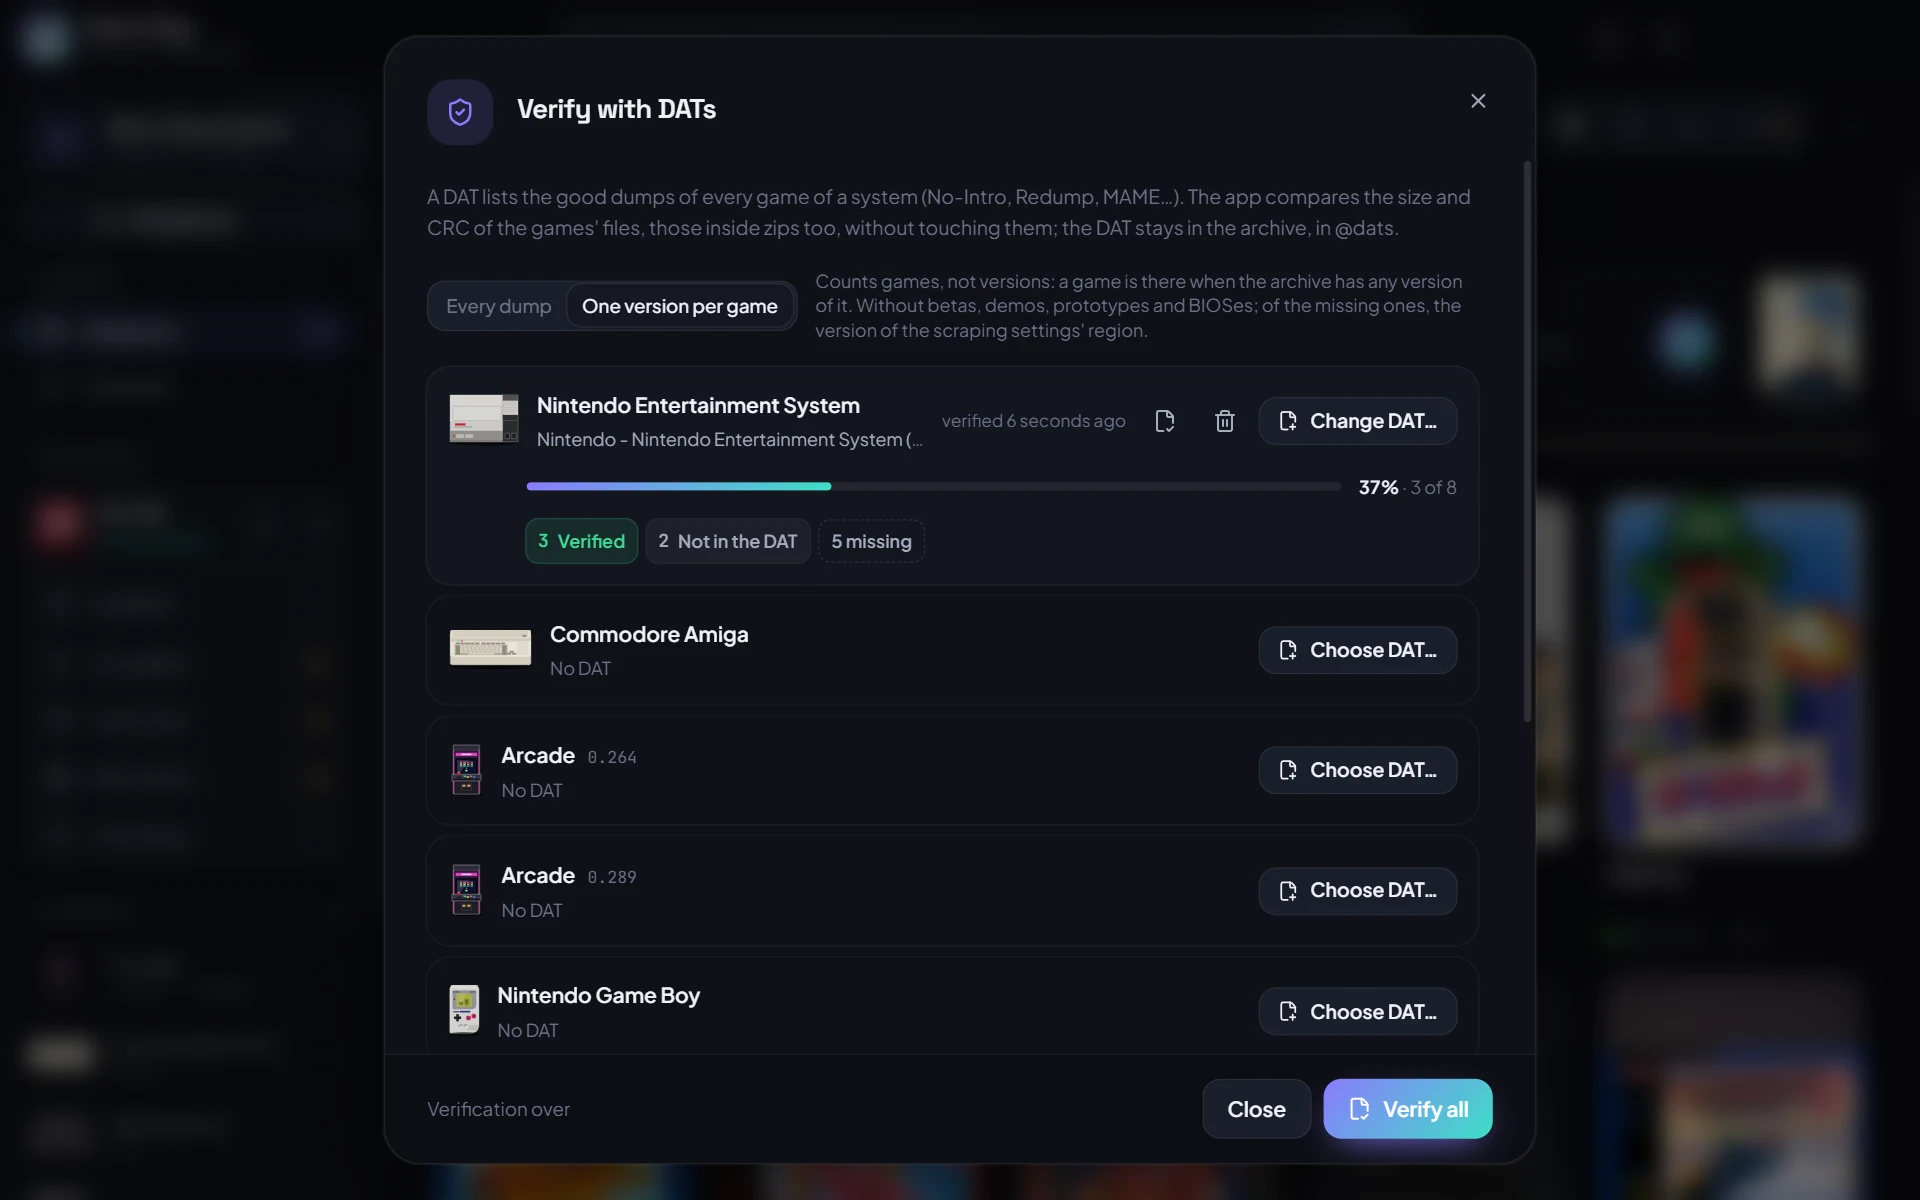 Verify with DATs
A DAT lists the good dumps of every game of a system (No-Intro, Redump, MAME…). The app compares the size and
CRC of the games' files, those inside zips too, without touching them; the DAT stays in the archive, in @dats.
Every dump
One version per game
Counts games, not versions: a game is there when the archive has any version
of it. Without betas, demos, prototypes and BIOSes; of the missing ones, the
version of the scraping settings' region.
Nintendo Entertainment System
Nintendo - Nintendo Entertainment System (…
verified 6 seconds ago
Change DAT…
37% · 3 of 8
3 Verified
2 Not in the DAT
5 missing
Commodore Amiga
No DAT
Choose DAT…
Arcade 0.264
No DAT
Choose DAT…
Arcade 0.289
No DAT
Choose DAT…
Nintendo Game Boy
No DAT
Choose DAT…
Verification over
Close
Verify all